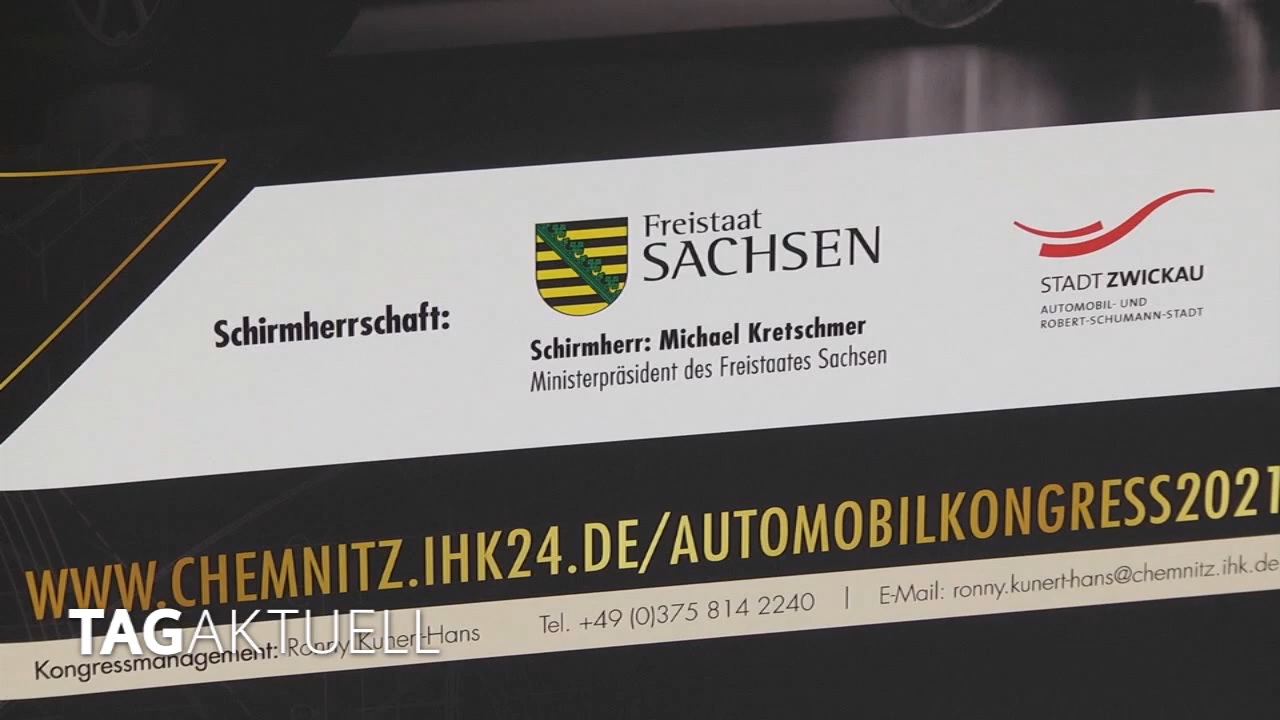 Freistaat
SACHSEN
STADT ZWICKAU
AUTOMOBIL- UND
ROBERT-SCHUMANN-STADT
Schirmherrschaft:
Schirmherr: Michael Kretschmer
Ministerpräsident des Freistaates Sachsen
WWW.CHEMNITZ.IHK24.DE/AUTOMOBILKONGRESS2021
Kongressmanagement: Ronny Kunert-Hans Tel. +49 (0)375 814 2240 | E-Mail: ronny.kunert-hans@chemnitz.ihk.de
TAGAKTUELL